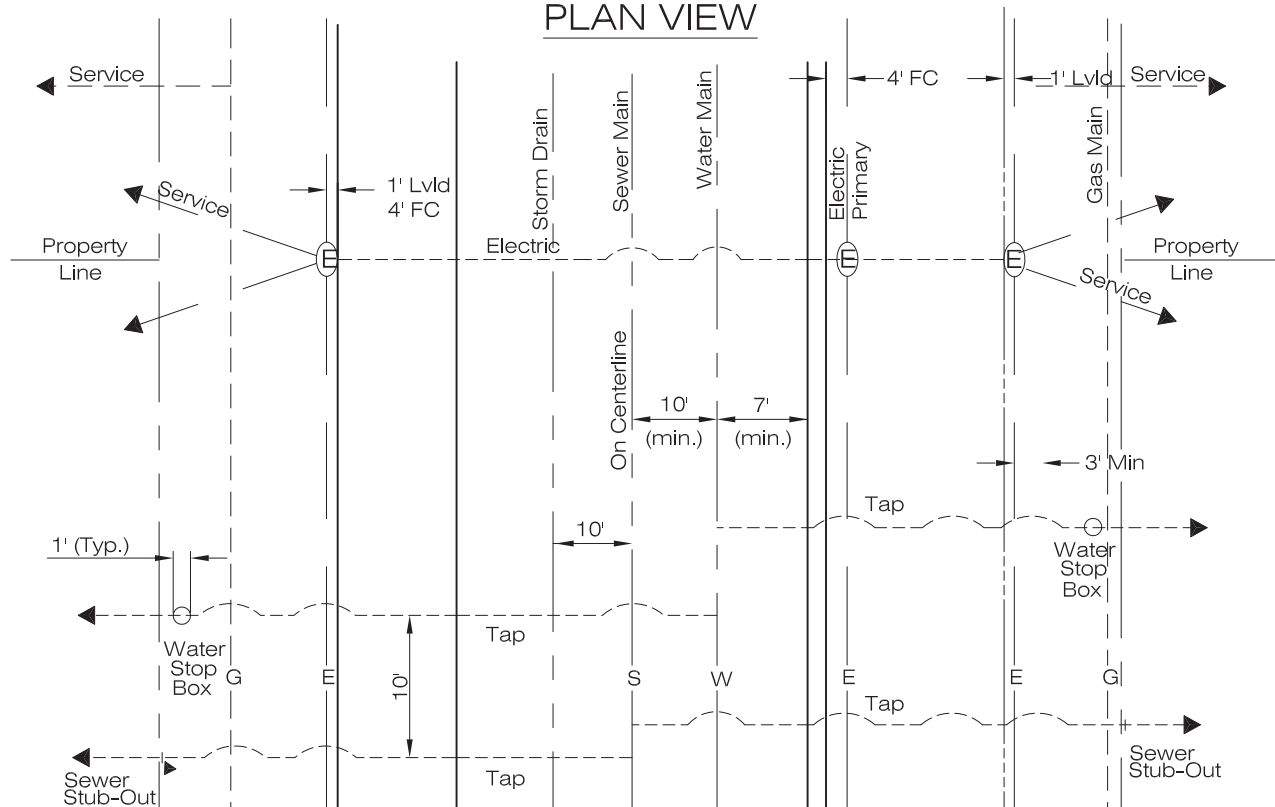 PLAN VIEW
Service
4' FC
1' Lvld
Service
Storm Drain
Sewer Main
Water Main
Electric
Primary
Gas Main
1' Lvld
4' FC
Service
Property
Line
E
Electric
E
E
Property
Line
Service
On Centerline
10'
(min.)
7'
(min.)
3' Min
Tap
1' (Typ.)
10'
Water
Stop
Box
Water
Stop
Box
Tap
10'
G
E
S
W
E
E
G
Tap
Tap
Sewer
Stub-Out
Sewer
Stub-Out